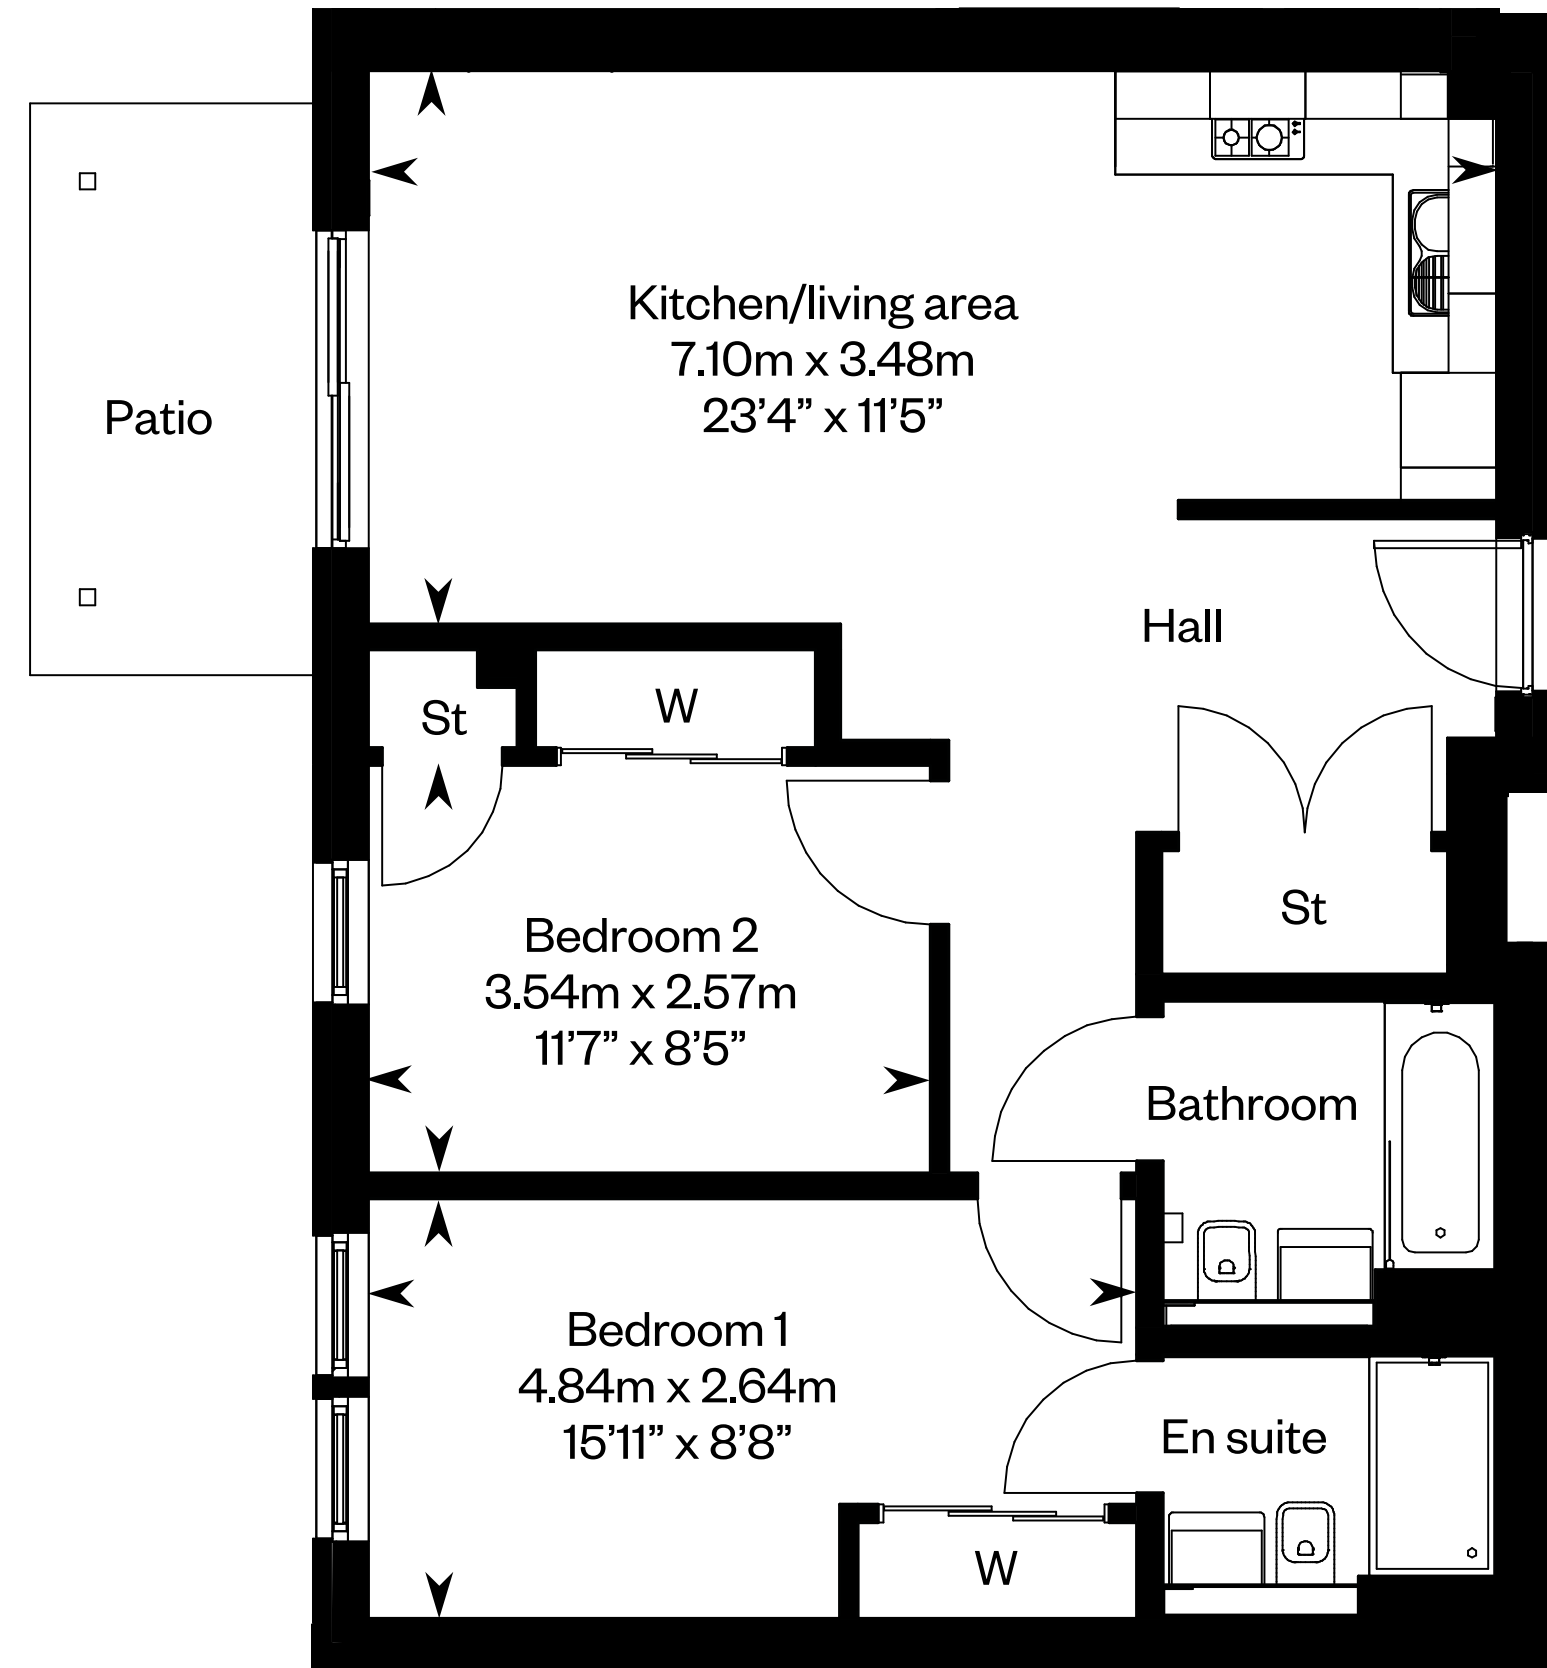 Kitchen/living area
7.10m x 3.48m
23’4” x 11’5”
Patio
Hall
St
W
St
Bedroom 2
3.54m x 2.57m
11’7” x 8’5”
Bathroom
Bedroom 1
4.84m x 2.64m
15’11” x 8’8”
En suite
W